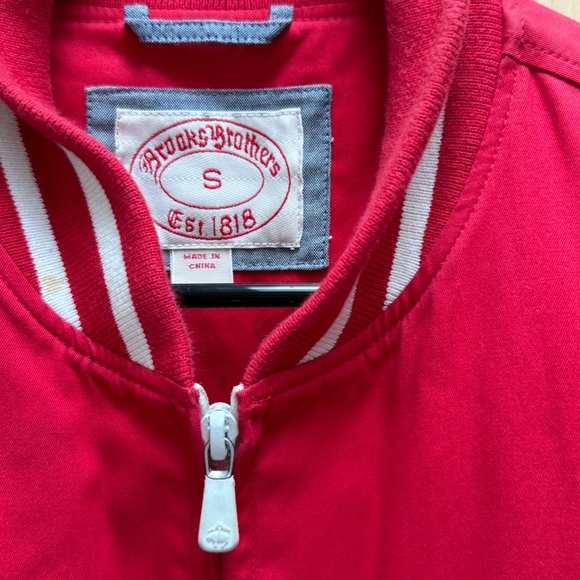 Brooks Brothers
S
Est. 1818
MADE IN
CHINA